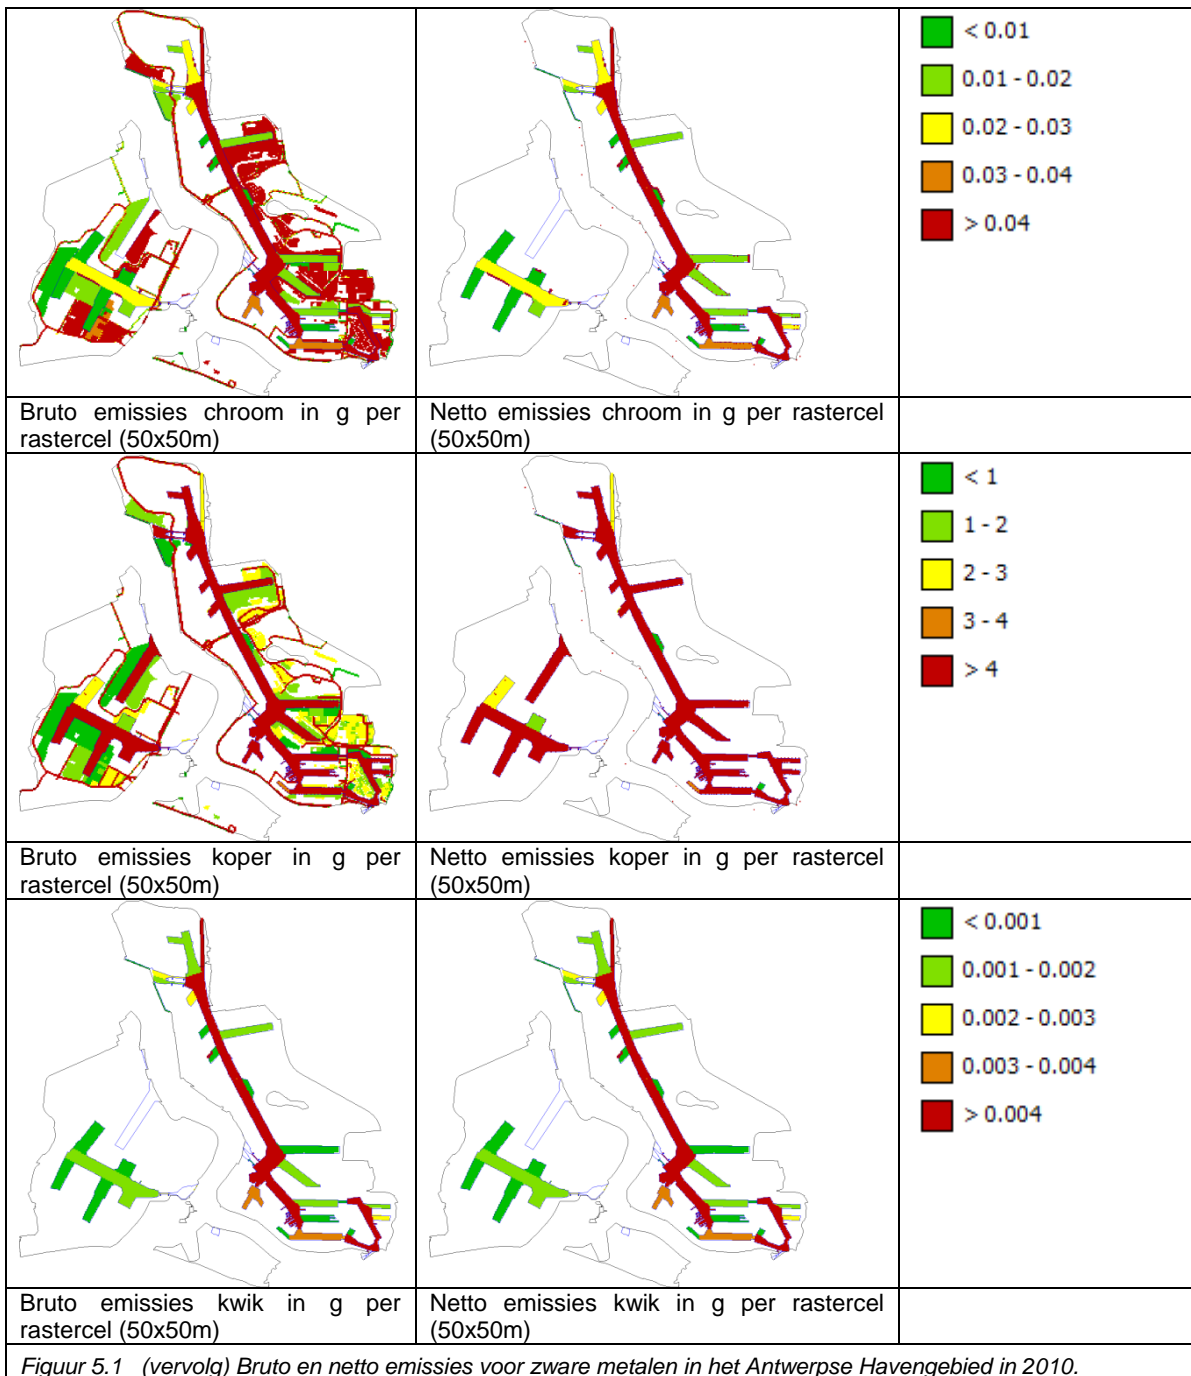 < 0.01
0.01 - 0.02
0.02 - 0.03
0.03 - 0.04
> 0.04
Bruto emissies chroom in g per
rastercel (50x50m)
Netto emissies chroom in g per rastercel
(50x50m)
< 1
1 - 2
2 - 3
3 - 4
> 4
Bruto emissies koper in g per
rastercel (50x50m)
Netto emissies koper in g per rastercel
(50x50m)
< 0.001
0.001 - 0.002
0.002 - 0.003
0.003 - 0.004
> 0.004
Bruto emissies kwik in g per
rastercel (50x50m)
Netto emissies kwik in g per rastercel
(50x50m)
Figuur 5.1 (vervolg) Bruto en netto emissies voor zware metalen in het Antwerpse Havengebied in 2010.